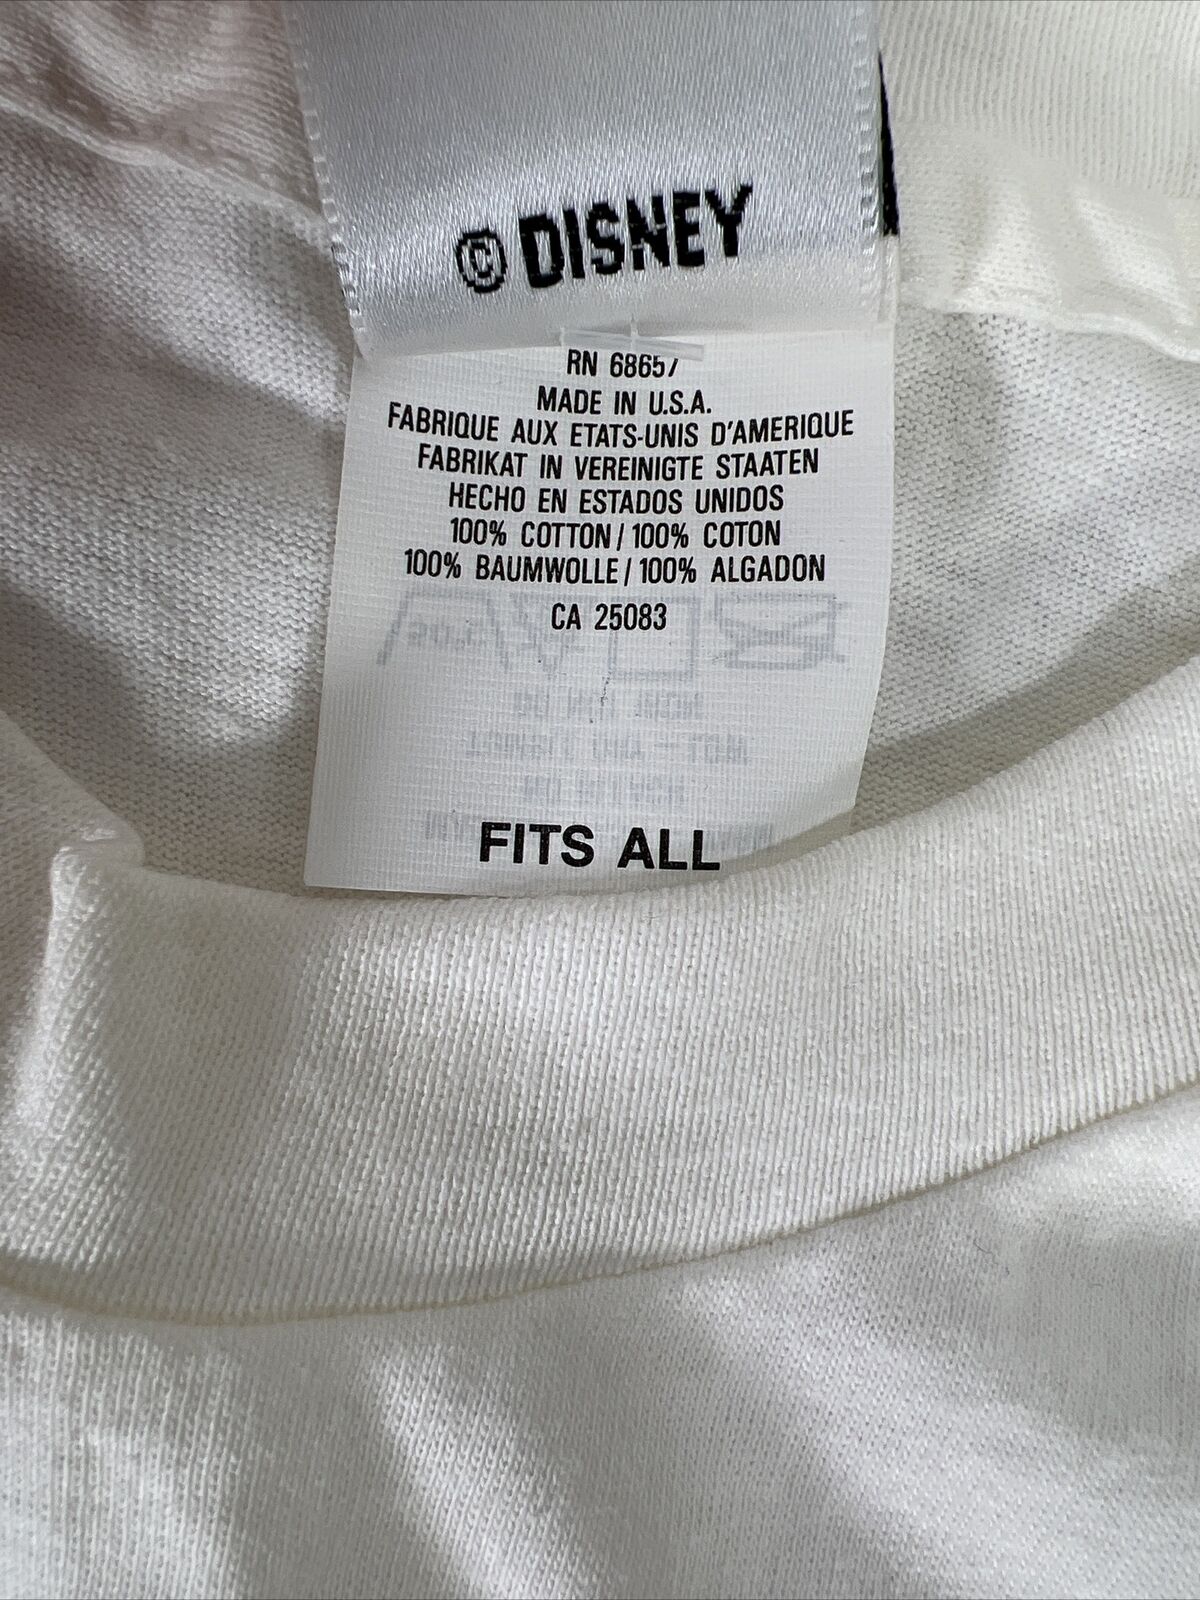 © DISNEY
RN 68657
MADE IN U.S.A.
FABRIQUE AUX ETATS-UNIS D'AMERIQUE
FABRIKAT IN VEREINIGTE STAATEN
HECHO EN ESTADOS UNIDOS
100% COTTON / 100% COTON
100% BAUMWOLLE / 100% ALGADON
CA 25083
FITS ALL